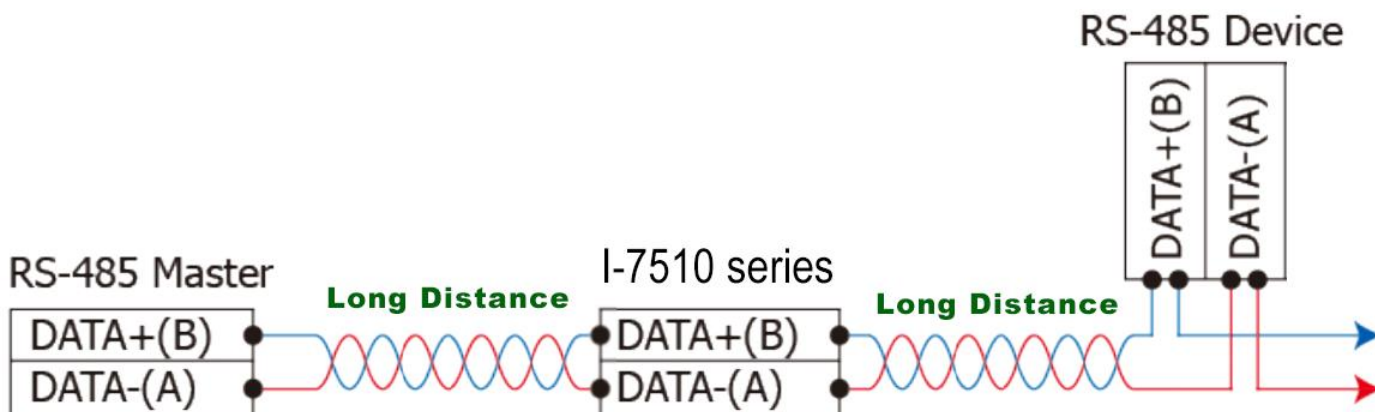 RS-485 Device
DATA+(B)
DATA-(A)
RS-485 Master
Long Distance
I-7510 series
Long Distance
DATA+(B)
DATA-(A)
DATA+(B)
DATA-(A)